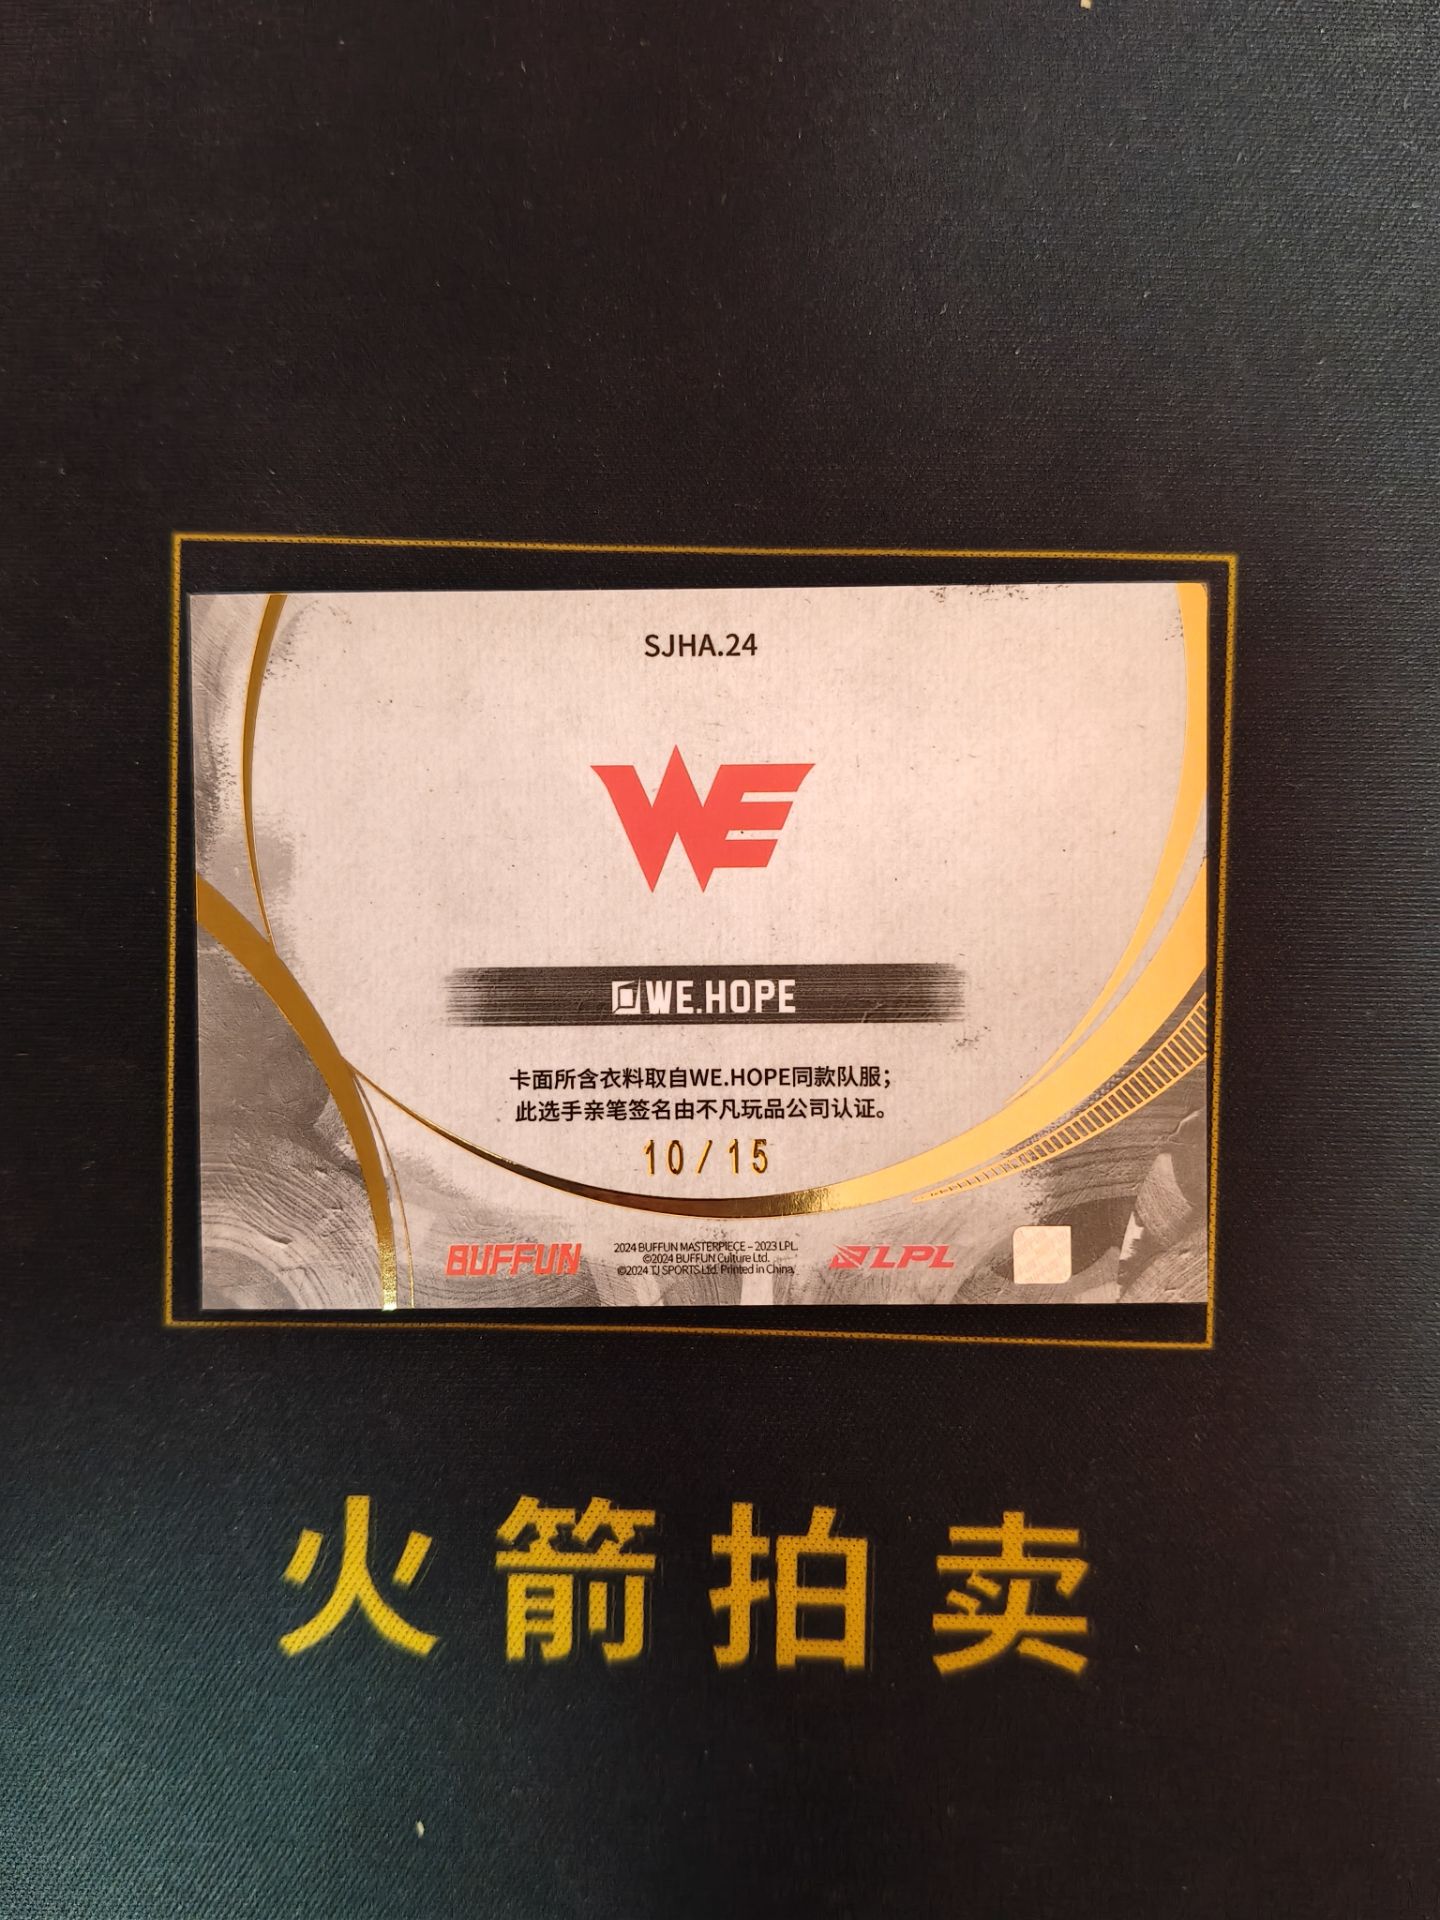 SJHA.24
WE
WE.HOPE
卡面所含衣料取自WE.HOPE同款队服；
此选手亲笔签名由不凡玩品公司认证。
10/15
BUFFUN
2024 BUFFUN MASTERPIECE – 2023 LPL.
©2024 BUFFUN Culture Ltd.
©2024 TJ SPORTS Ltd. Printed in China.
LPL
火箭拍卖